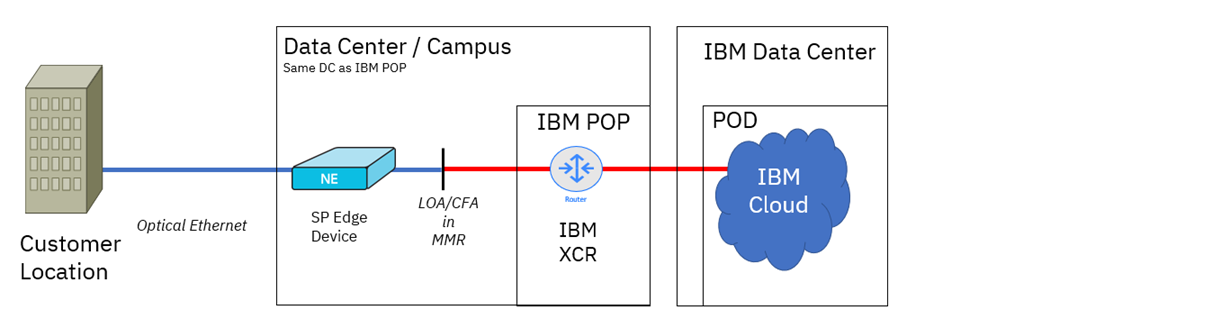 Data Center / Campus
Same DC as IBM POP
IBM Data Center
IBM POP
POD
NE
Router
IBM
Cloud
Optical Ethernet
SP Edge
Device
LOA/CFA
in
MMR
IBM
XCR
Customer
Location